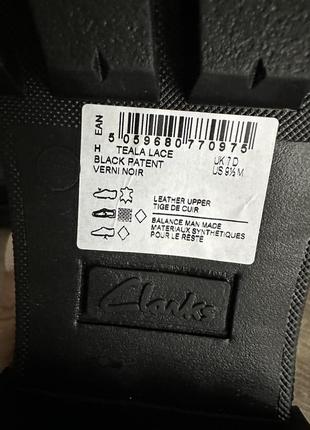 EAN
H
5 059680 770975
TEALA LACE
BLACK PATENT
VERNI NOIR
UK 7 D
US 9½ M
LEATHER UPPER
TIGE DE CUIR
BALANCE MAN MADE
MATERIAUX SYNTHÉTIQUES
POUR LE RESTE
Clarks